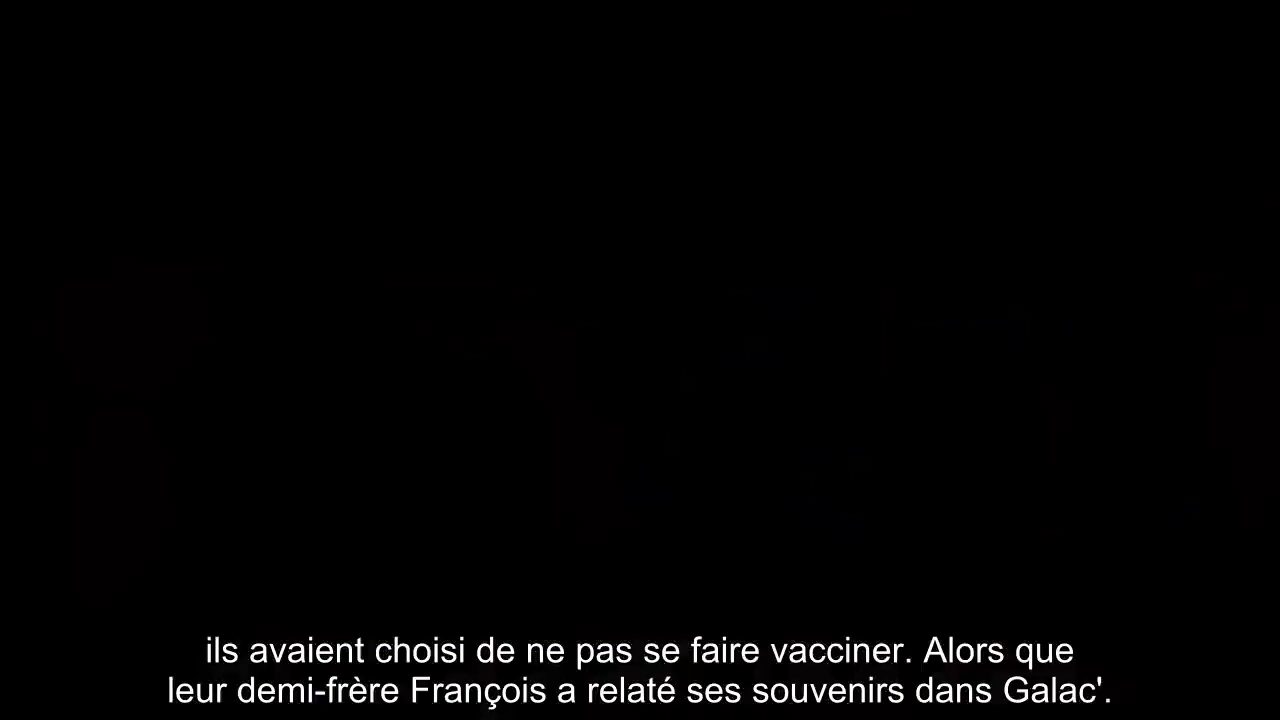 ils avaient choisi de ne pas se faire vacciner. Alors que
leur demi-frère François a relaté ses souvenirs dans Galac'.